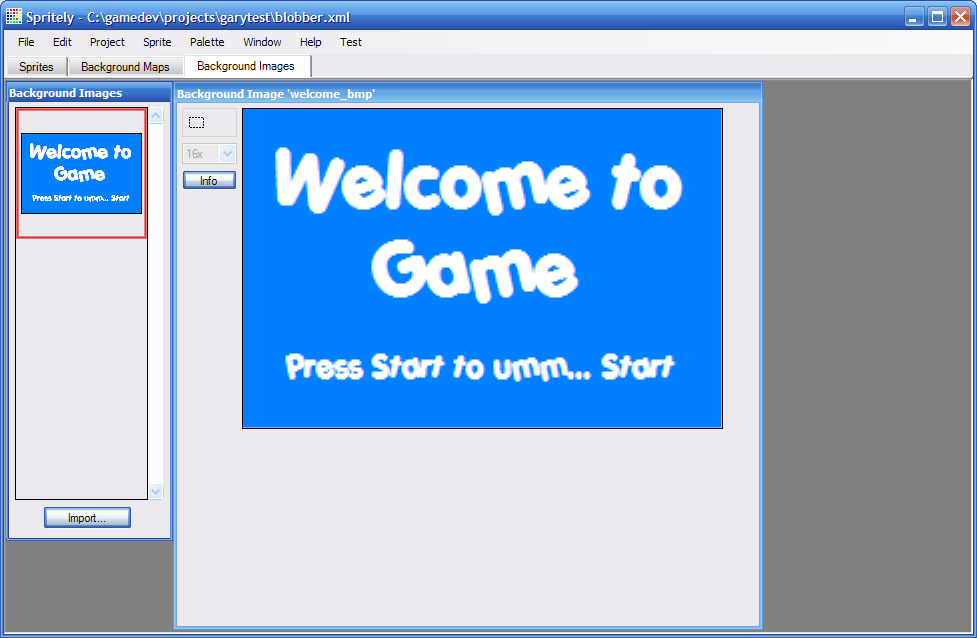 Spritely - C:\gamedev\projects\garytest\blobber.xml
File Edit Project Sprite Palette Window Help Test
Sprites Background Maps Background Images
Background Images
Welcome to
Game
Press Start to umm... Start
Import...
Background Image 'welcome_bmp'
16x
Info
Welcome to
Game
Press Start to umm... Start